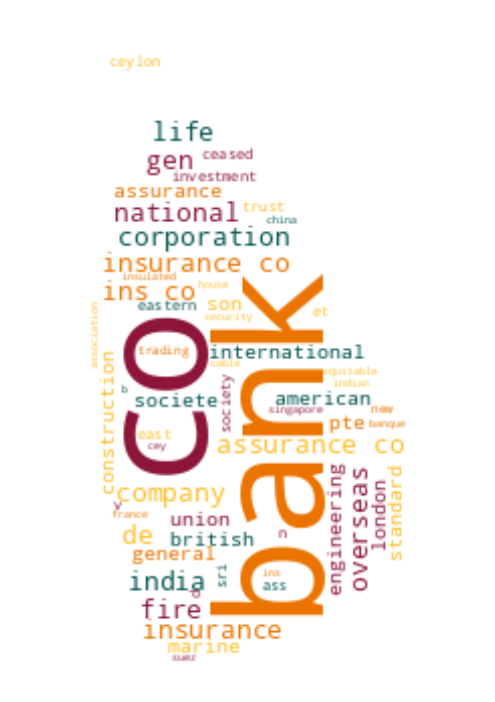 ceylon
life
gen ceased
investment
assurance
national trust
china
corporation
insurance co
insulated
ins co house
eastern son
security et
association
co
bank
trading international
cable
equitable
indian
construction
b societe society american
singapore new
pte banque
east
cey
assurance co
company
v
france
union n
de british
general
engineering
overseas
london
standard
india sri ins
ass
fire
insurance
marine
suez